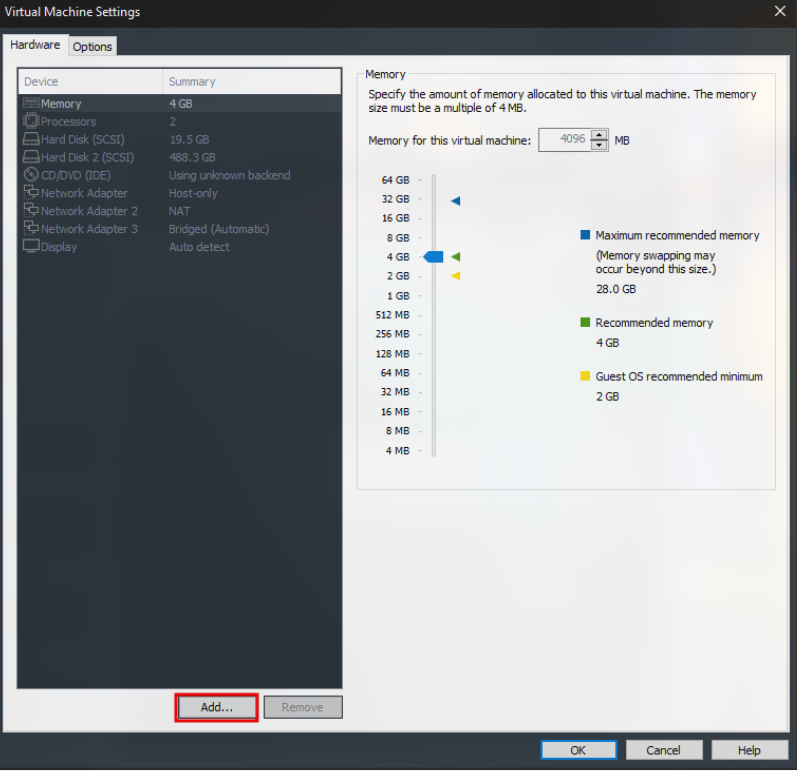 Virtual Machine Settings
Hardware Options
Device Summary
Memory 4 GB
Processors 2
Hard Disk (SCSI) 19.5 GB
Hard Disk 2 (SCSI) 488.3 GB
CD/DVD (IDE) Using unknown backend
Network Adapter Host-only
Network Adapter 2 NAT
Network Adapter 3 Bridged (Automatic)
Display Auto detect
Add... Remove
Memory
Specify the amount of memory allocated to this virtual machine. The memory
size must be a multiple of 4 MB.
Memory for this virtual machine: 4096 MB
64 GB
32 GB
16 GB
8 GB
4 GB
2 GB
1 GB
512 MB
256 MB
128 MB
64 MB
32 MB
16 MB
8 MB
4 MB
Maximum recommended memory
(Memory swapping may
occur beyond this size.)
28.0 GB
Recommended memory
4 GB
Guest OS recommended minimum
2 GB
OK Cancel Help